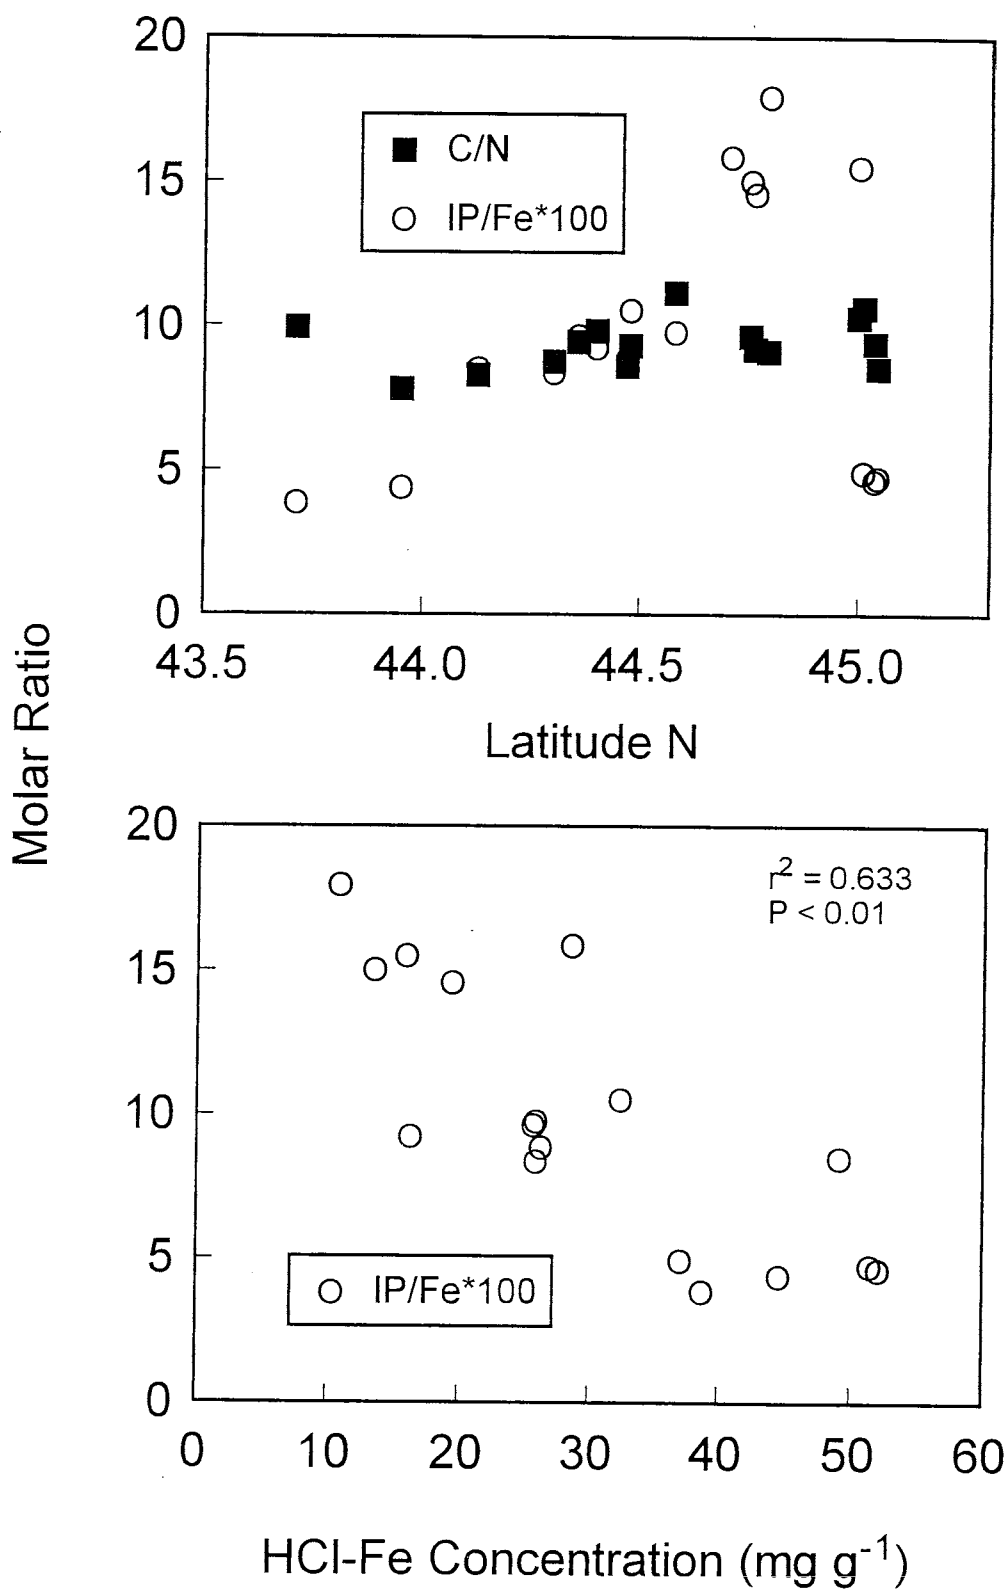 20
15
10
5
0
C/N
IP/Fe*100
43.5 44.0 44.5 45.0
Latitude N
Molar Ratio
20
15
10
5
0
r² = 0.633
P < 0.01
IP/Fe*100
0 10 20 30 40 50 60
HCl-Fe Concentration (mg g⁻¹)